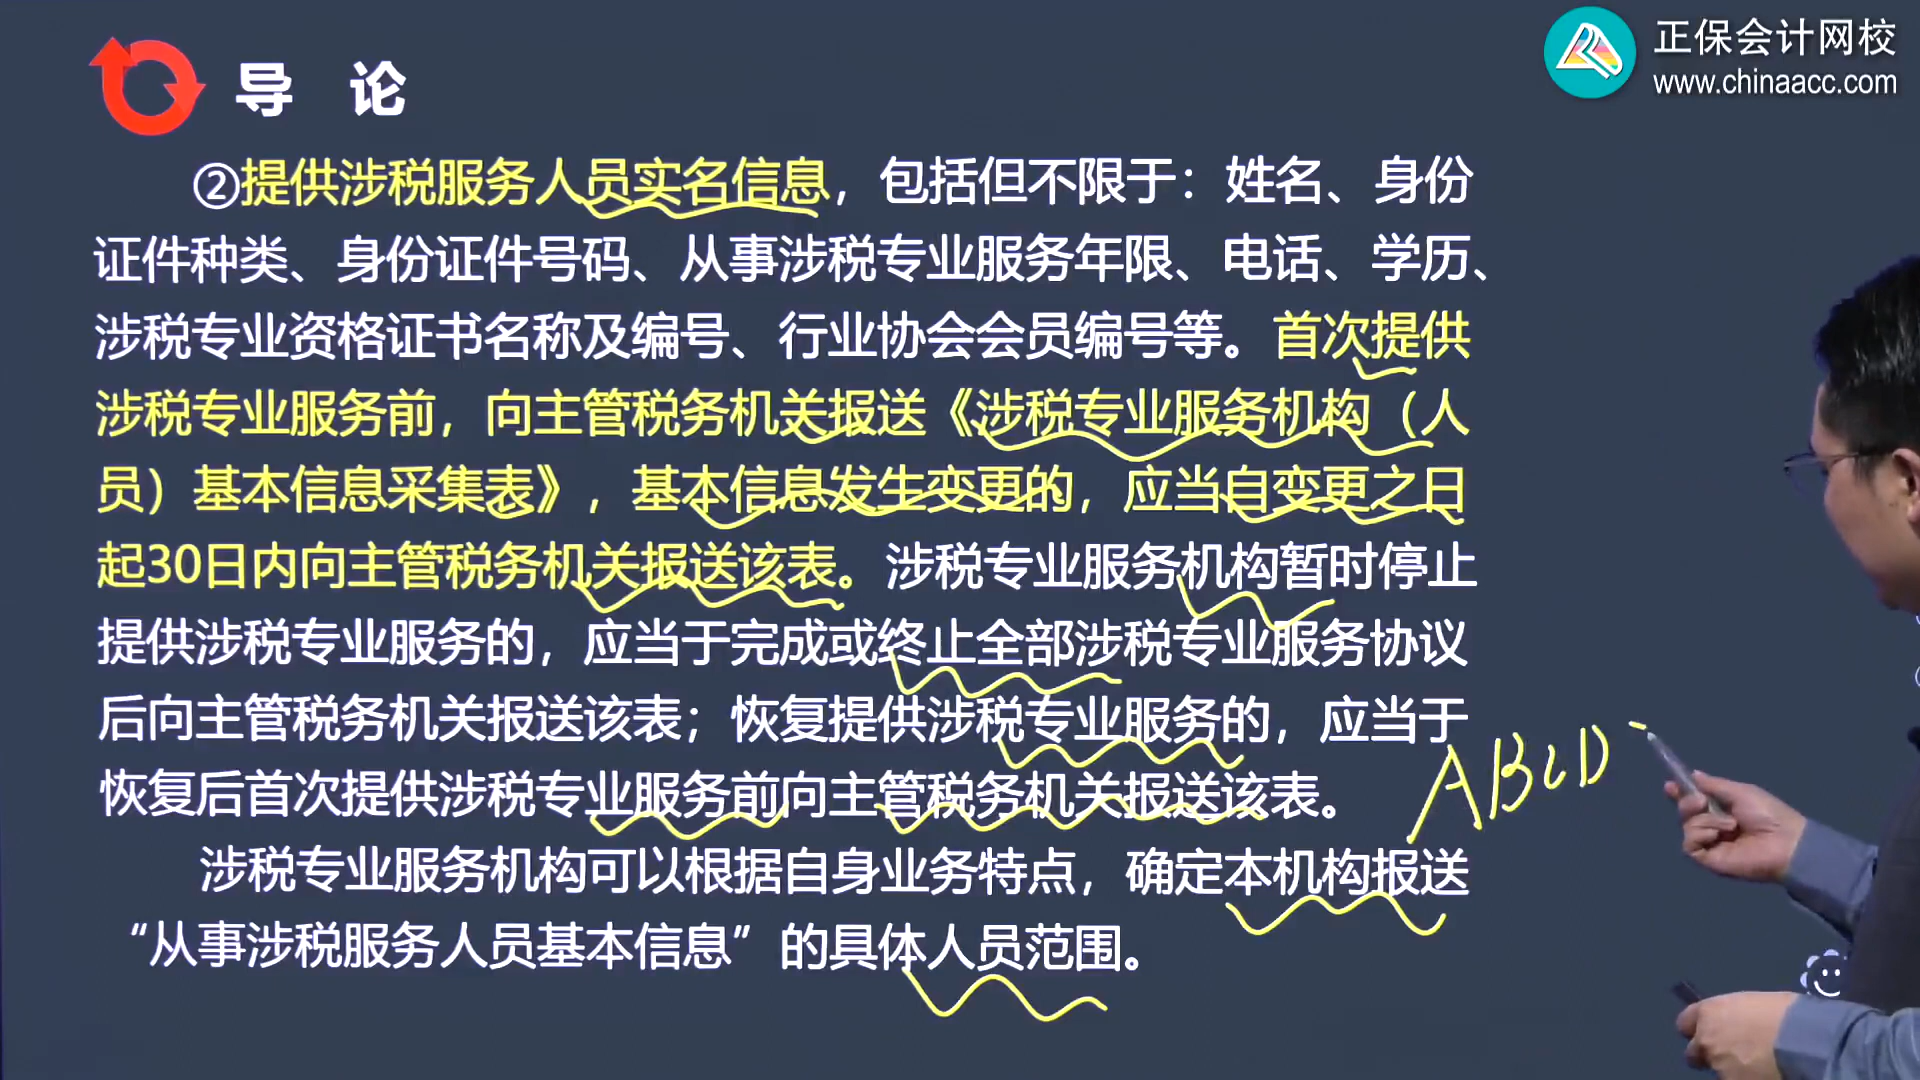 正保会计网校
www.chinaacc.com
导 论
②提供涉税服务人员实名信息，包括但不限于：姓名、身份
证件种类、身份证件号码、从事涉税专业服务年限、电话、学历、
涉税专业资格证书名称及编号、行业协会会员编号等。首次提供
涉税专业服务前，向主管税务机关报送《涉税专业服务机构（人
员）基本信息采集表》，基本信息发生变更的，应当自变更之日
起30日内向主管税务机关报送该表。涉税专业服务机构暂时停止
提供涉税专业服务的，应当于完成或终止全部涉税专业服务协议
后向主管税务机关报送该表；恢复提供涉税专业服务的，应当于
恢复后首次提供涉税专业服务前向主管税务机关报送该表。
ABCD
涉税专业服务机构可以根据自身业务特点，确定本机构报送
“从事涉税服务人员基本信息”的具体人员范围。